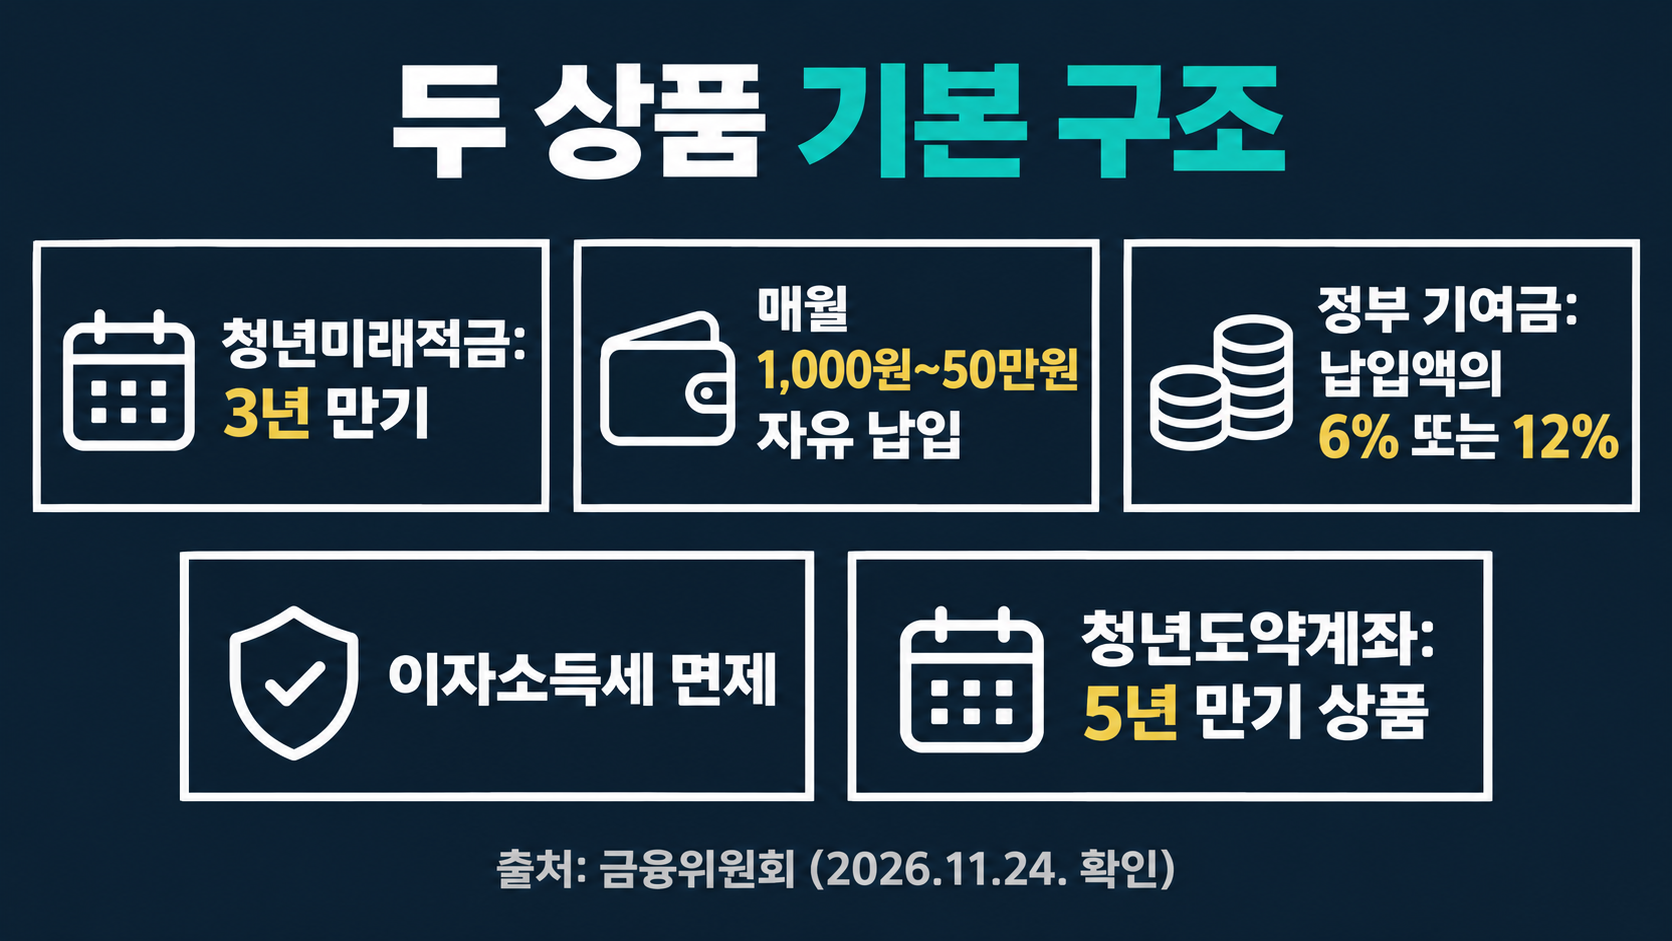 두 상품 기본 구조
청년미래적금:
3년 만기
매월
1,000원~50만원
자유 납입
정부 기여금:
납입액의
6% 또는 12%
이자소득세 면제
청년도약계좌:
5년 만기 상품
출처: 금융위원회 (2026.11.24. 확인)